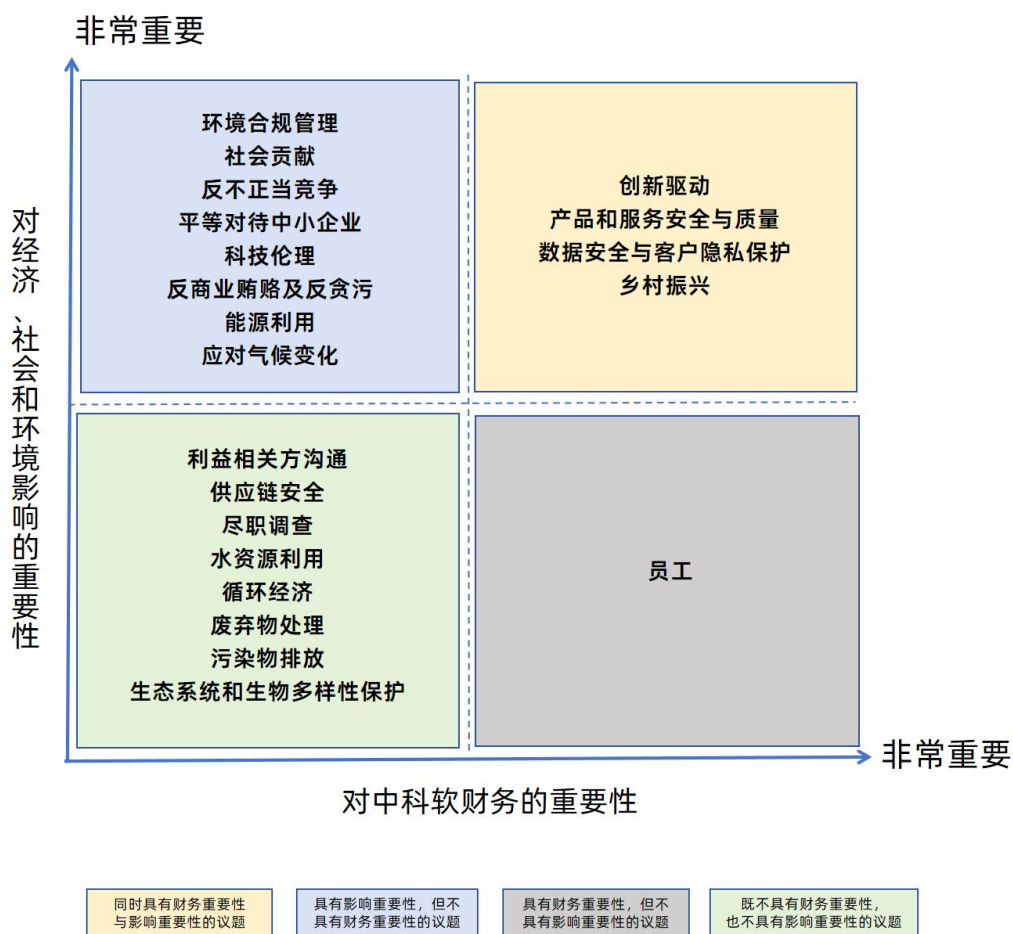 非常重要
对经济、社会和环境影响的重要性
环境合规管理
社会贡献
反不正当竞争
平等对待中小企业
科技伦理
反商业贿赂及反贪污
能源利用
应对气候变化
创新驱动
产品和服务安全与质量
数据安全与客户隐私保护
乡村振兴
利益相关方沟通
供应链安全
尽职调查
水资源利用
循环经济
废弃物处理
污染物排放
生态系统和生物多样性保护
员工
非常重要
对中科软财务的重要性
同时具有财务重要性
与影响重要性的议题
具有影响重要性，但不
具有财务重要性的议题
具有财务重要性，但不
具有影响重要性的议题
既不具有财务重要性，
也不具有影响重要性的议题